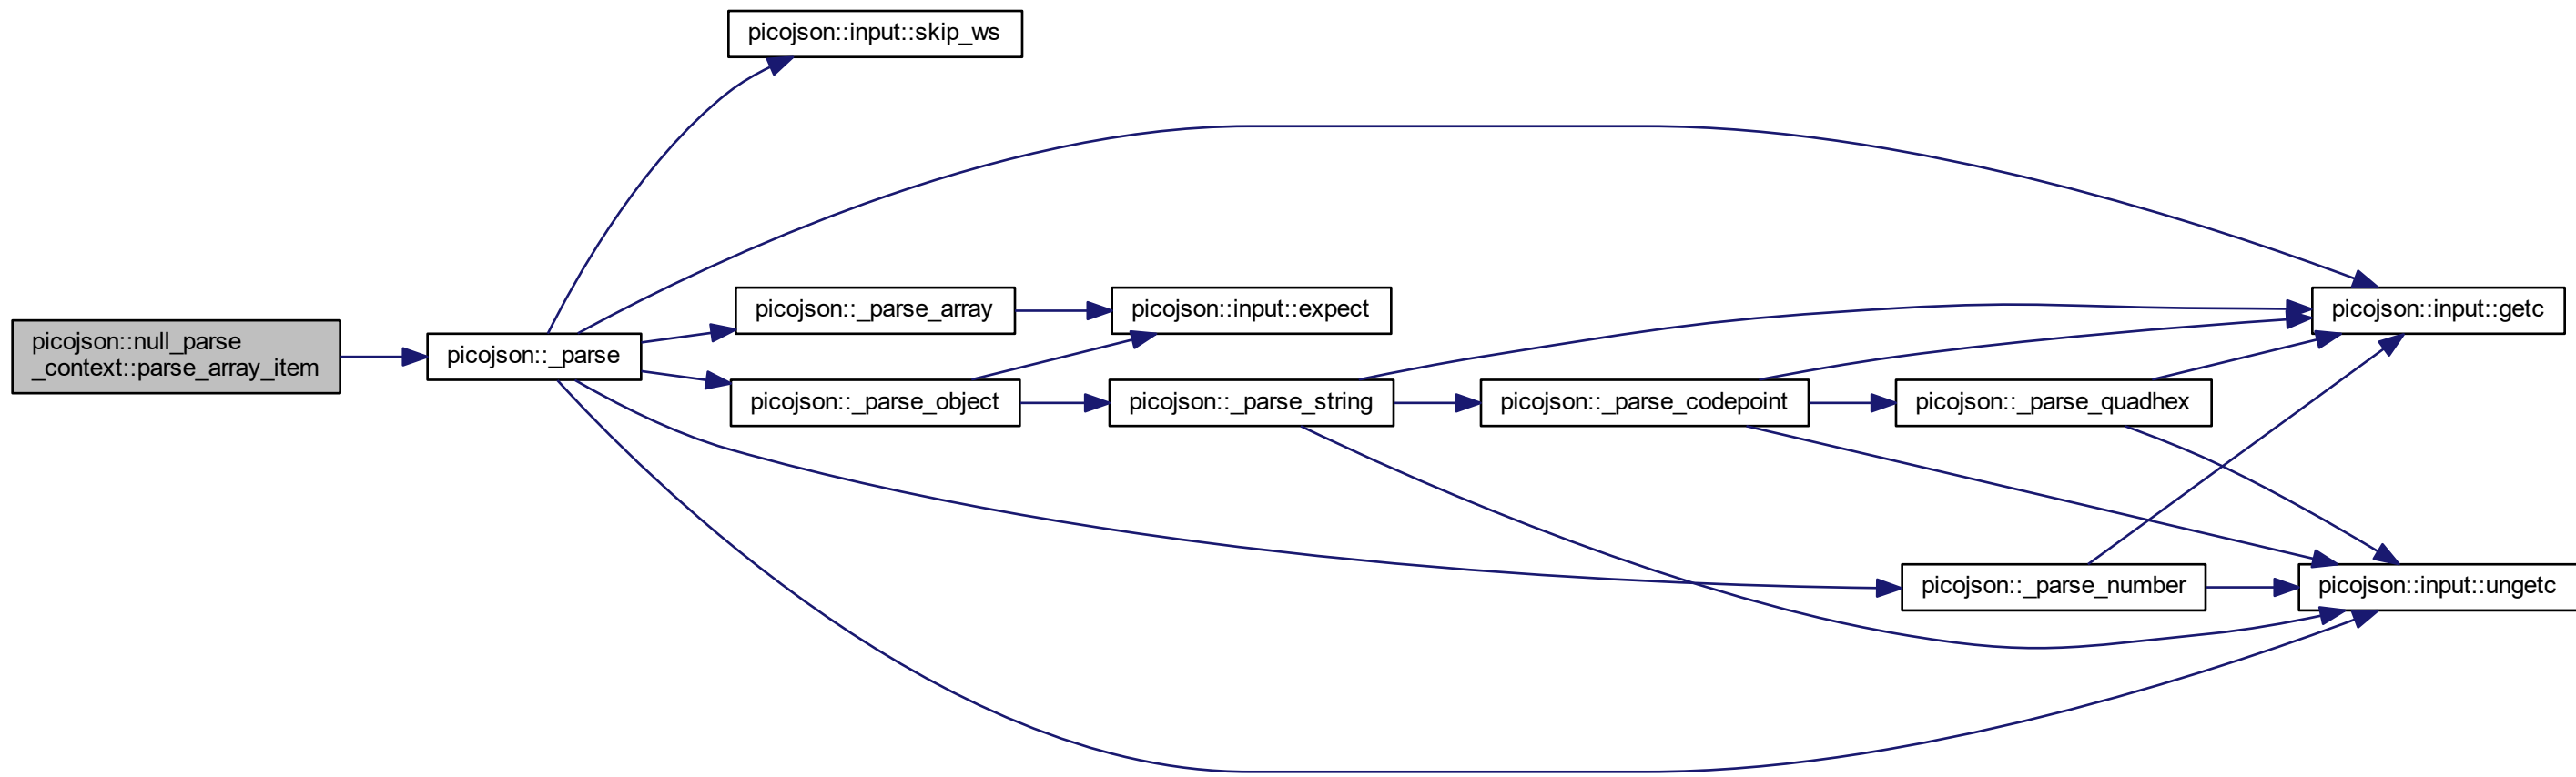 picojson::input::skip_ws
picojson::_parse_array
picojson::input::expect
picojson::input::getc
picojson::null_parse
_context::parse_array_item
picojson::_parse
picojson::_parse_object
picojson::_parse_string
picojson::_parse_codepoint
picojson::_parse_quadhex
picojson::_parse_number
picojson::input::ungetc